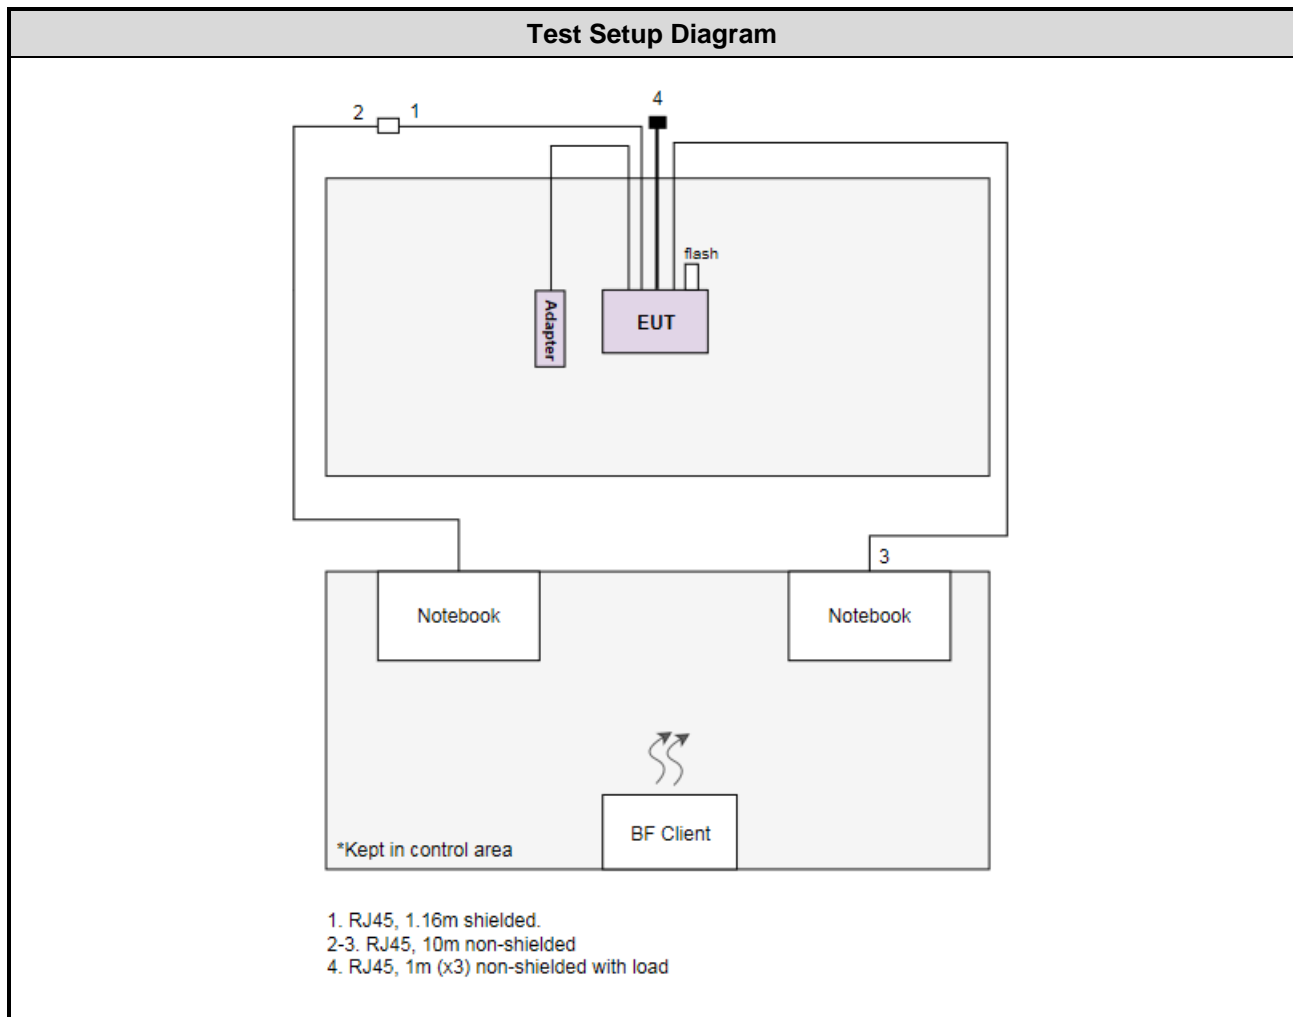 Test Setup Diagram
2 1
4
flash
Adapter
EUT
3
Notebook
Notebook
BF Client
*Kept in control area
1. RJ45, 1.16m shielded.
2-3. RJ45, 10m non-shielded
4. RJ45, 1m (x3) non-shielded with load